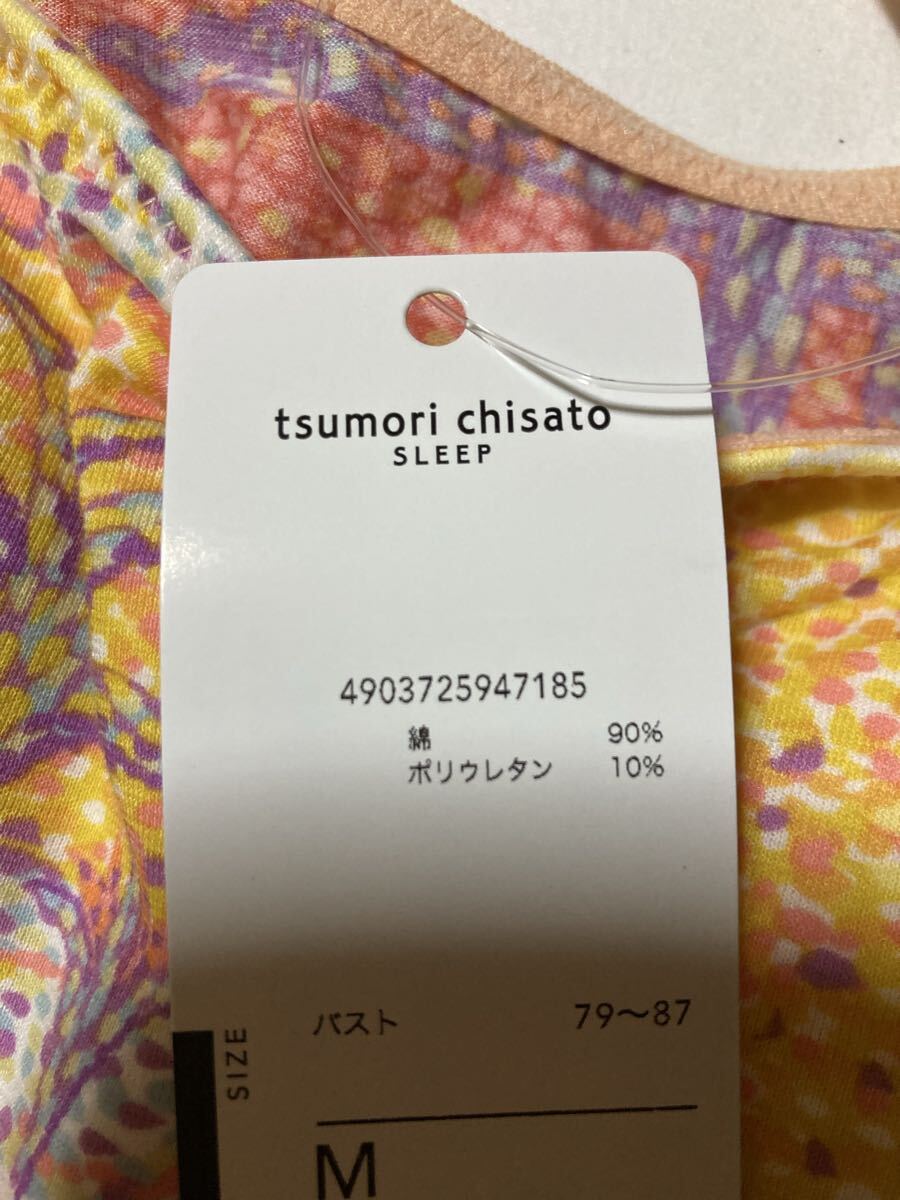 tsumori chisato
SLEEP
4903725947185
綿 90%
ポリウレタン 10%
SIZE
バスト 79〜87
M